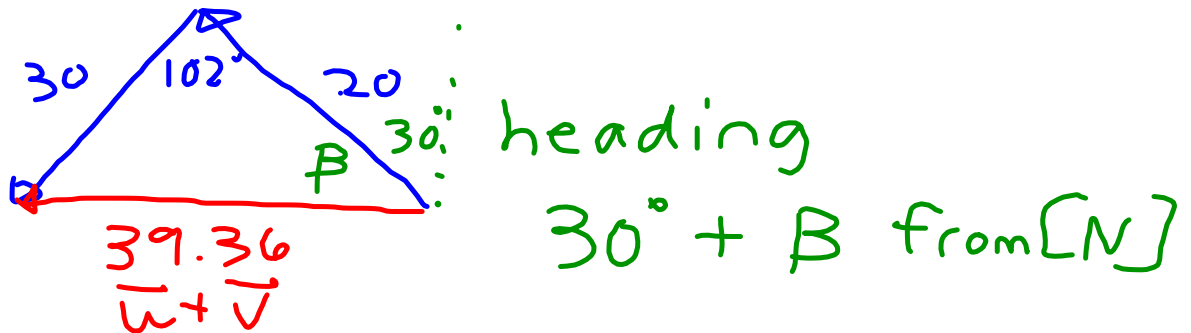 30
102°
20
30°
β
heading
30° + β from [N]
39.36
u + v